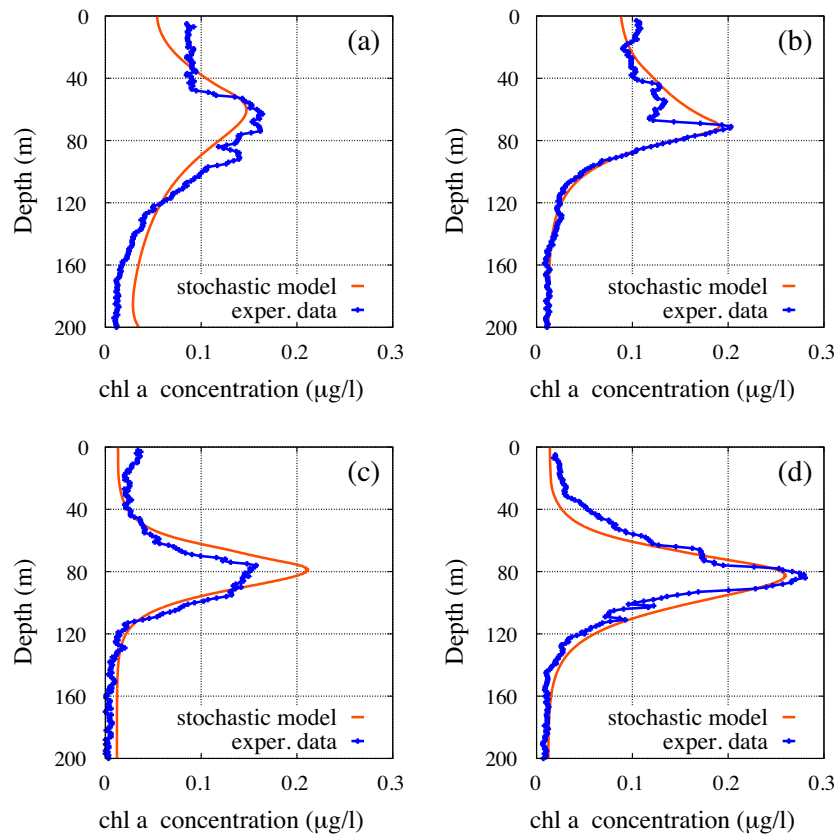 (a)
0
40
80
120
160
200
Depth (m)
stochastic model
exper. data
0 0.1 0.2 0.3
chl a concentration (µg/l)
(b)
0
40
80
120
160
200
Depth (m)
stochastic model
exper. data
0 0.1 0.2 0.3
chl a concentration (µg/l)
(c)
0
40
80
120
160
200
Depth (m)
stochastic model
exper. data
0 0.1 0.2 0.3
chl a concentration (µg/l)
(d)
0
40
80
120
160
200
Depth (m)
stochastic model
exper. data
0 0.1 0.2 0.3
chl a concentration (µg/l)